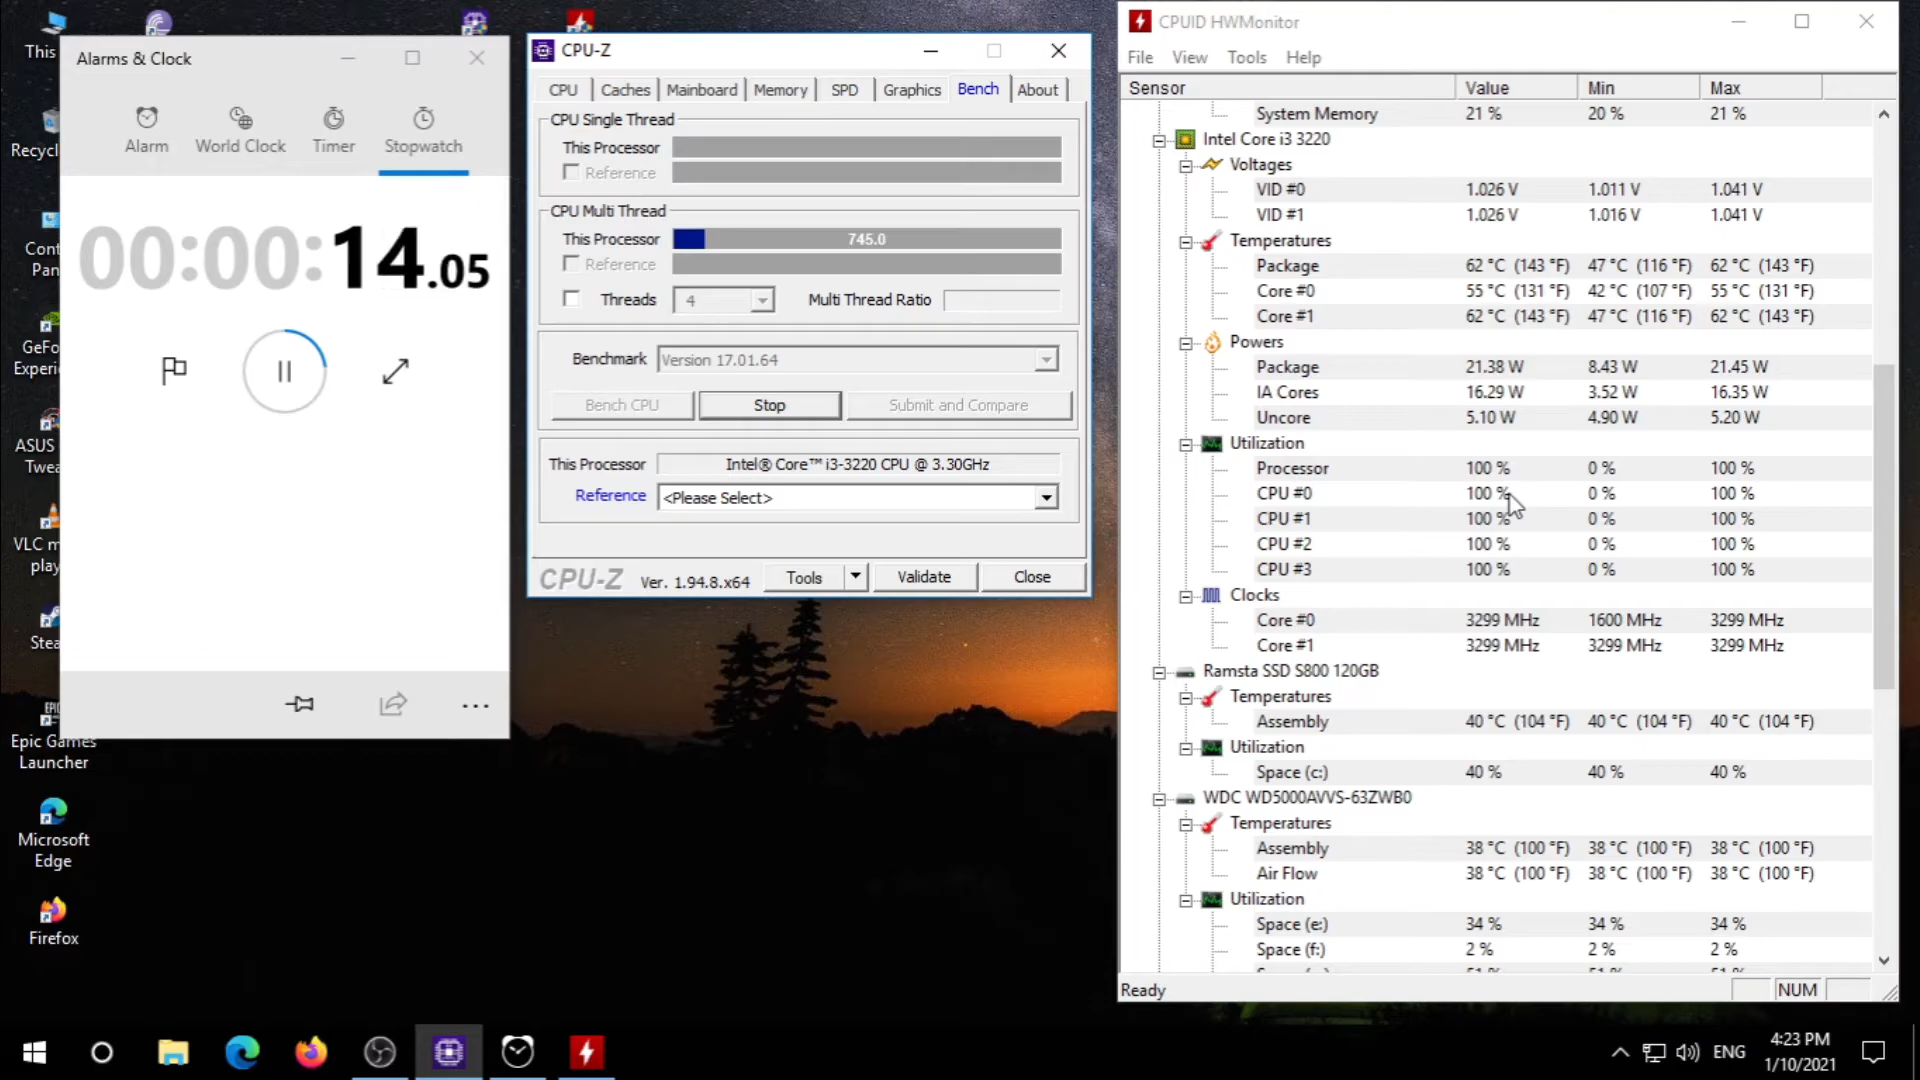 This
Recycl
Cont
Pan
GeFor
Experie
ASUS
Twea
VLC m
play
Stea
EPIC
Epic Games
Launcher
Microsoft
Edge
Firefox
Alarms & Clock
Alarm
World Clock
Timer
Stopwatch
00:00:14.05
CPU-Z
CPU Caches Mainboard Memory SPD Graphics Bench About
CPU Single Thread
This Processor
Reference
CPU Multi Thread
This Processor 745.0
Reference
Threads 4 Multi Thread Ratio
Benchmark Version 17.01.64
Bench CPU Stop Submit and Compare
This Processor Intel® Core™ i3-3220 CPU @ 3.30GHz
Reference <Please Select>
CPU-Z Ver. 1.94.8.x64 Tools Validate Close
CPUID HWMonitor
File View Tools Help
Sensor Value Min Max
System Memory 21 % 20 % 21 %
Intel Core i3 3220
Voltages
VID #0 1.026 V 1.011 V 1.041 V
VID #1 1.026 V 1.016 V 1.041 V
Temperatures
Package 62 °C (143 °F) 47 °C (116 °F) 62 °C (143 °F)
Core #0 55 °C (131 °F) 42 °C (107 °F) 55 °C (131 °F)
Core #1 62 °C (143 °F) 47 °C (116 °F) 62 °C (143 °F)
Powers
Package 21.38 W 8.43 W 21.45 W
IA Cores 16.29 W 3.52 W 16.35 W
Uncore 5.10 W 4.90 W 5.20 W
Utilization
Processor 100 % 0 % 100 %
CPU #0 100 % 0 % 100 %
CPU #1 100 % 0 % 100 %
CPU #2 100 % 0 % 100 %
CPU #3 100 % 0 % 100 %
Clocks
Core #0 3299 MHz 1600 MHz 3299 MHz
Core #1 3299 MHz 3299 MHz 3299 MHz
Ramsta SSD S800 120GB
Temperatures
Assembly 40 °C (104 °F) 40 °C (104 °F) 40 °C (104 °F)
Utilization
Space (c:) 40 % 40 % 40 %
WDC WD5000AVVS-63ZWB0
Temperatures
Assembly 38 °C (100 °F) 38 °C (100 °F) 38 °C (100 °F)
Air Flow 38 °C (100 °F) 38 °C (100 °F) 38 °C (100 °F)
Utilization
Space (e:) 34 % 34 % 34 %
Space (f:) 2 % 2 % 2 %
Ready NUM
ENG
4:23 PM
1/10/2021